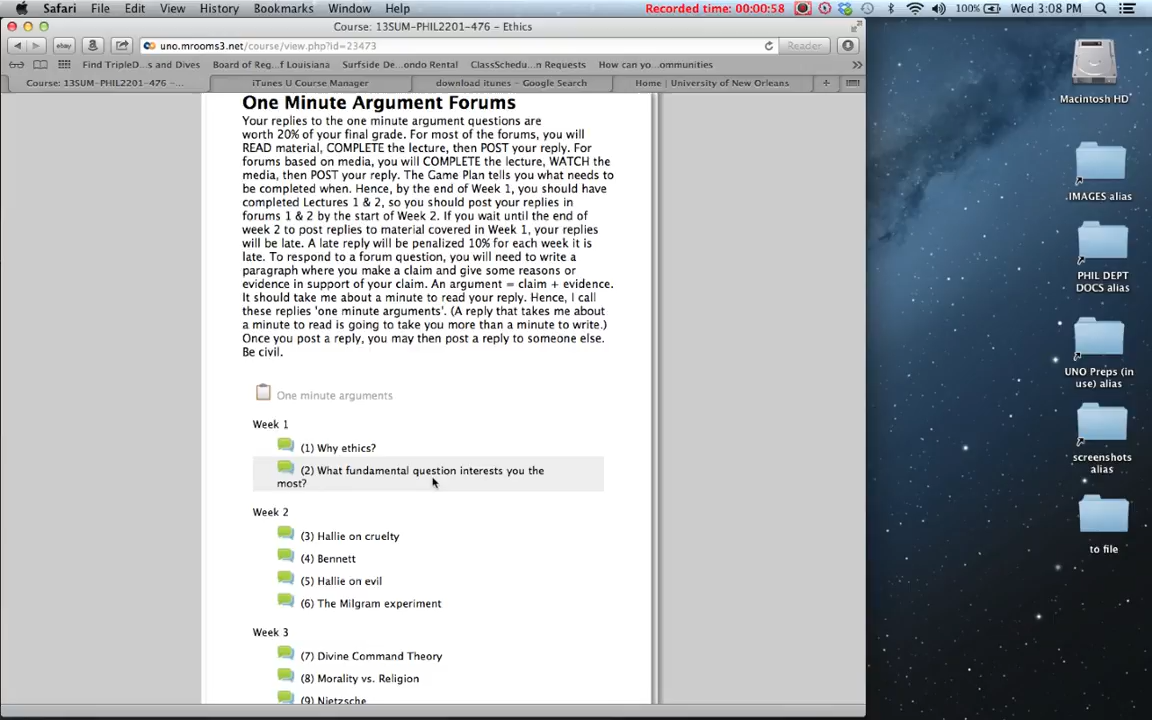 Safari File Edit View History Bookmarks Window Help Recorded time: 00:00:58 100% Wed 3:08 PM
Course: 13SUM-PHIL2201-476 – Ethics
ebay uno.mrooms3.net/course/view.php?id=23473 Reader
Find TripleD...s and Dives Board of Reg...f Louisiana Surfside De...ondo Rental ClassSchedu...n Requests How can yo...ommunities
Course: 13SUM-PHIL2201-476 –... iTunes U Course Manager download itunes – Google Search Home | University of New Orleans
One Minute Argument Forums
Your replies to the one minute argument questions are
worth 20% of your final grade. For most of the forums, you will
READ material, COMPLETE the lecture, then POST your reply. For
forums based on media, you will COMPLETE the lecture, WATCH the
media, then POST your reply. The Game Plan tells you what needs to
be completed when. Hence, by the end of Week 1, you should have
completed Lectures 1 & 2, so you should post your replies in
forums 1 & 2 by the start of Week 2. If you wait until the end of
week 2 to post replies to material covered in Week 1, your replies
will be late. A late reply will be penalized 10% for each week it is
late. To respond to a forum question, you will need to write a
paragraph where you make a claim and give some reasons or
evidence in support of your claim. An argument = claim + evidence.
It should take me about a minute to read your reply. Hence, I call
these replies 'one minute arguments'. (A reply that takes me about
a minute to read is going to take you more than a minute to write.)
Once you post a reply, you may then post a reply to someone else.
Be civil.
One minute arguments
Week 1
(1) Why ethics?
(2) What fundamental question interests you the
most?
Week 2
(3) Hallie on cruelty
(4) Bennett
(5) Hallie on evil
(6) The Milgram experiment
Week 3
(7) Divine Command Theory
(8) Morality vs. Religion
(9) Nietzsche
Macintosh HD
IMAGES alias
PHIL DEPT
DOCS alias
UNO Preps (in
use) alias
screenshots
alias
to file